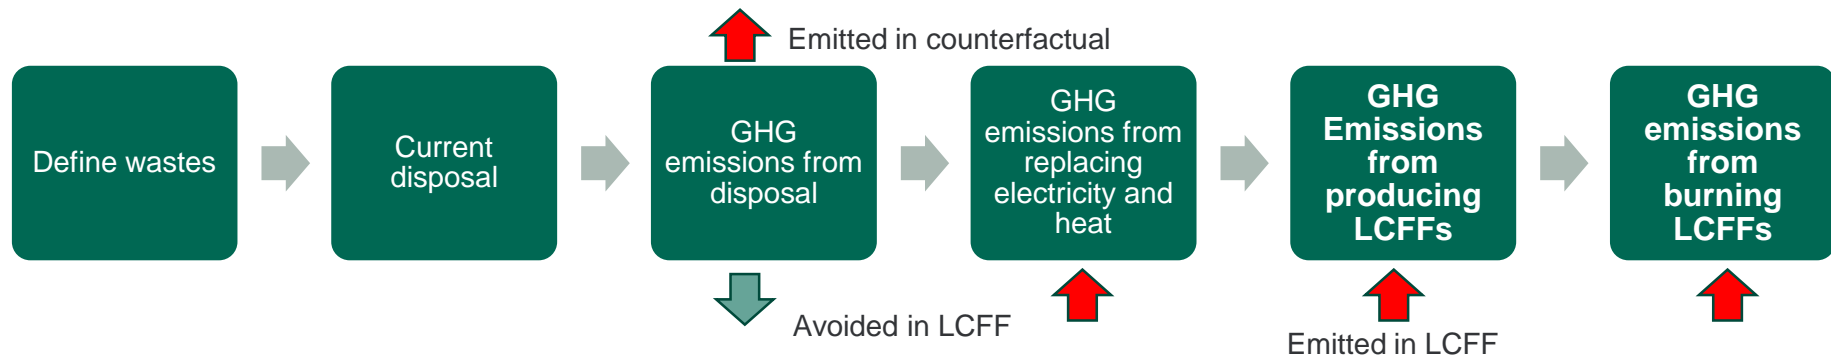 Emitted in counterfactual
Define wastes
Current
disposal
GHG
emissions from
disposal
GHG
emissions from
replacing
electricity and
heat
GHG
Emissions
from
producing
LCFFs
GHG
emissions
from
burning
LCFFs
Avoided in LCFF
Emitted in LCFF